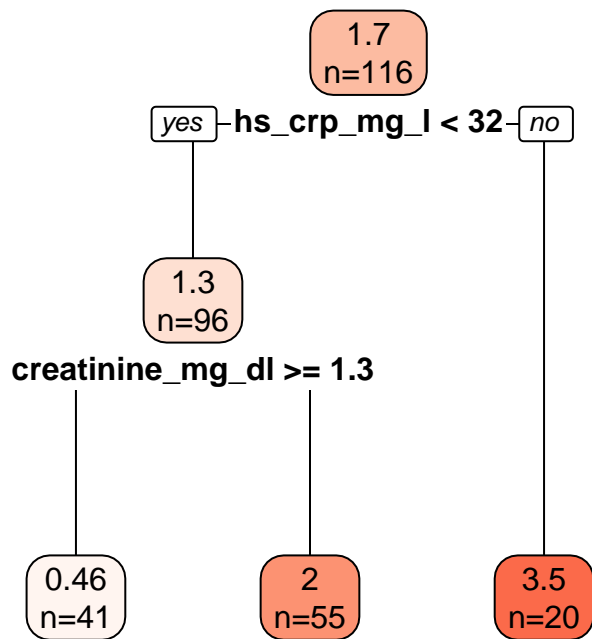 1.7
n=116
yes hs_crp_mg_l < 32 no
1.3
n=96
creatinine_mg_dl >= 1.3
0.46
n=41
2
n=55
3.5
n=20